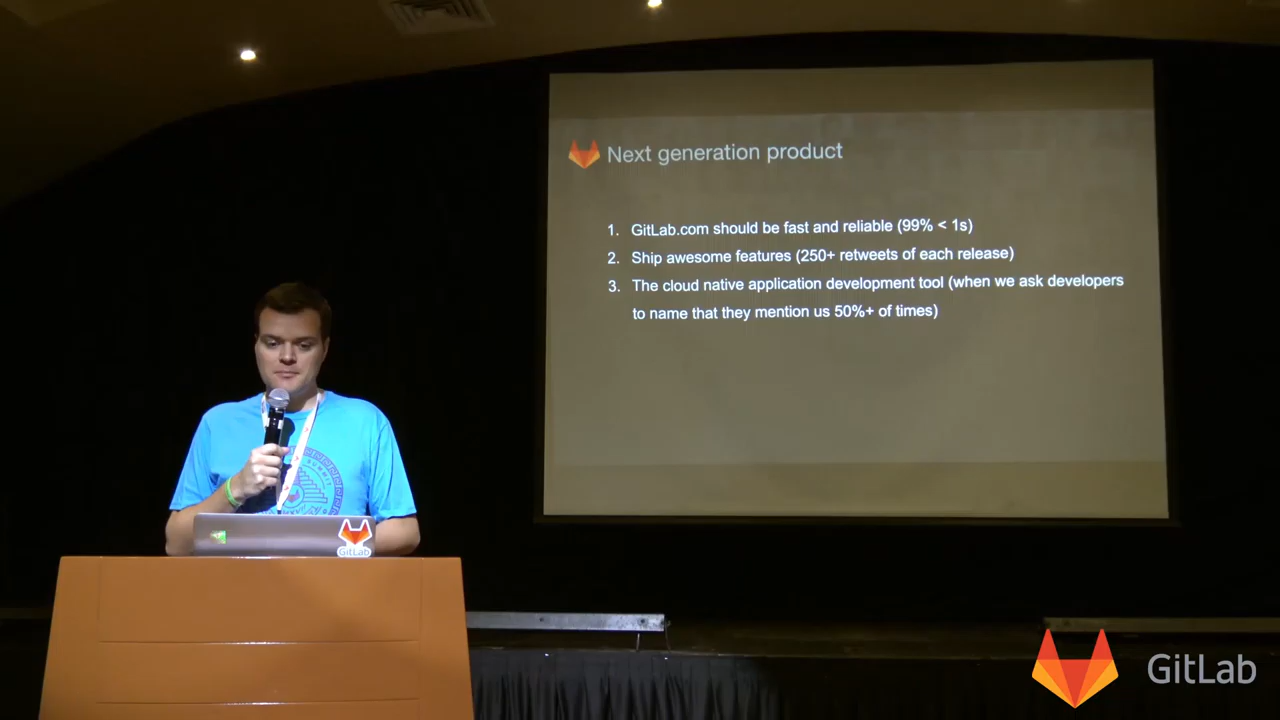 Next generation product
1. GitLab.com should be fast and reliable (99% < 1s)
2. Ship awesome features (250+ retweets of each release)
3. The cloud native application development tool (when we ask developers
to name that they mention us 50%+ of times)
SUMMIT
GitLab
GitLab